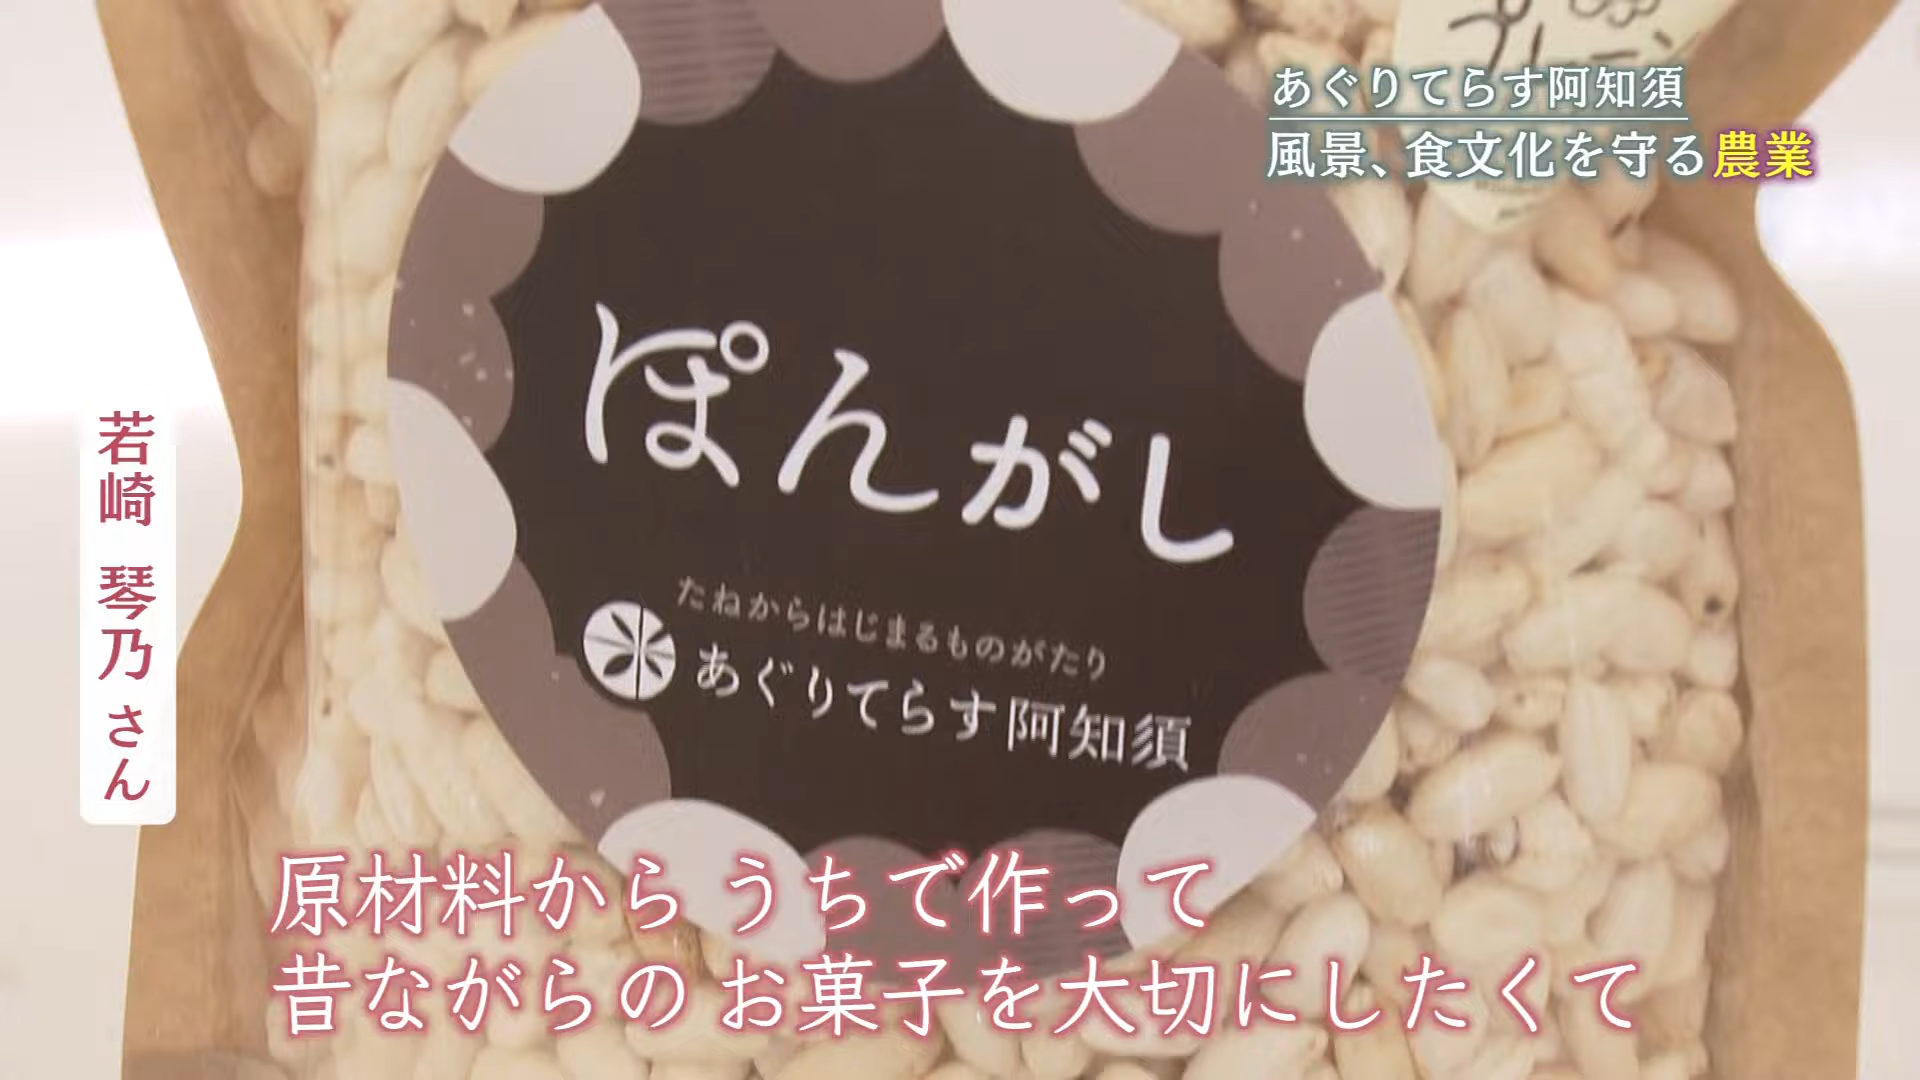 プレーン
あぐりてらす阿知須
風景、食文化を守る農業
ぽんがし
たねからはじまるものがたり
あぐりてらす阿知須
若崎 琴乃さん
原材料から うちで作って
昔ながらの お菓子を大切にしたくて